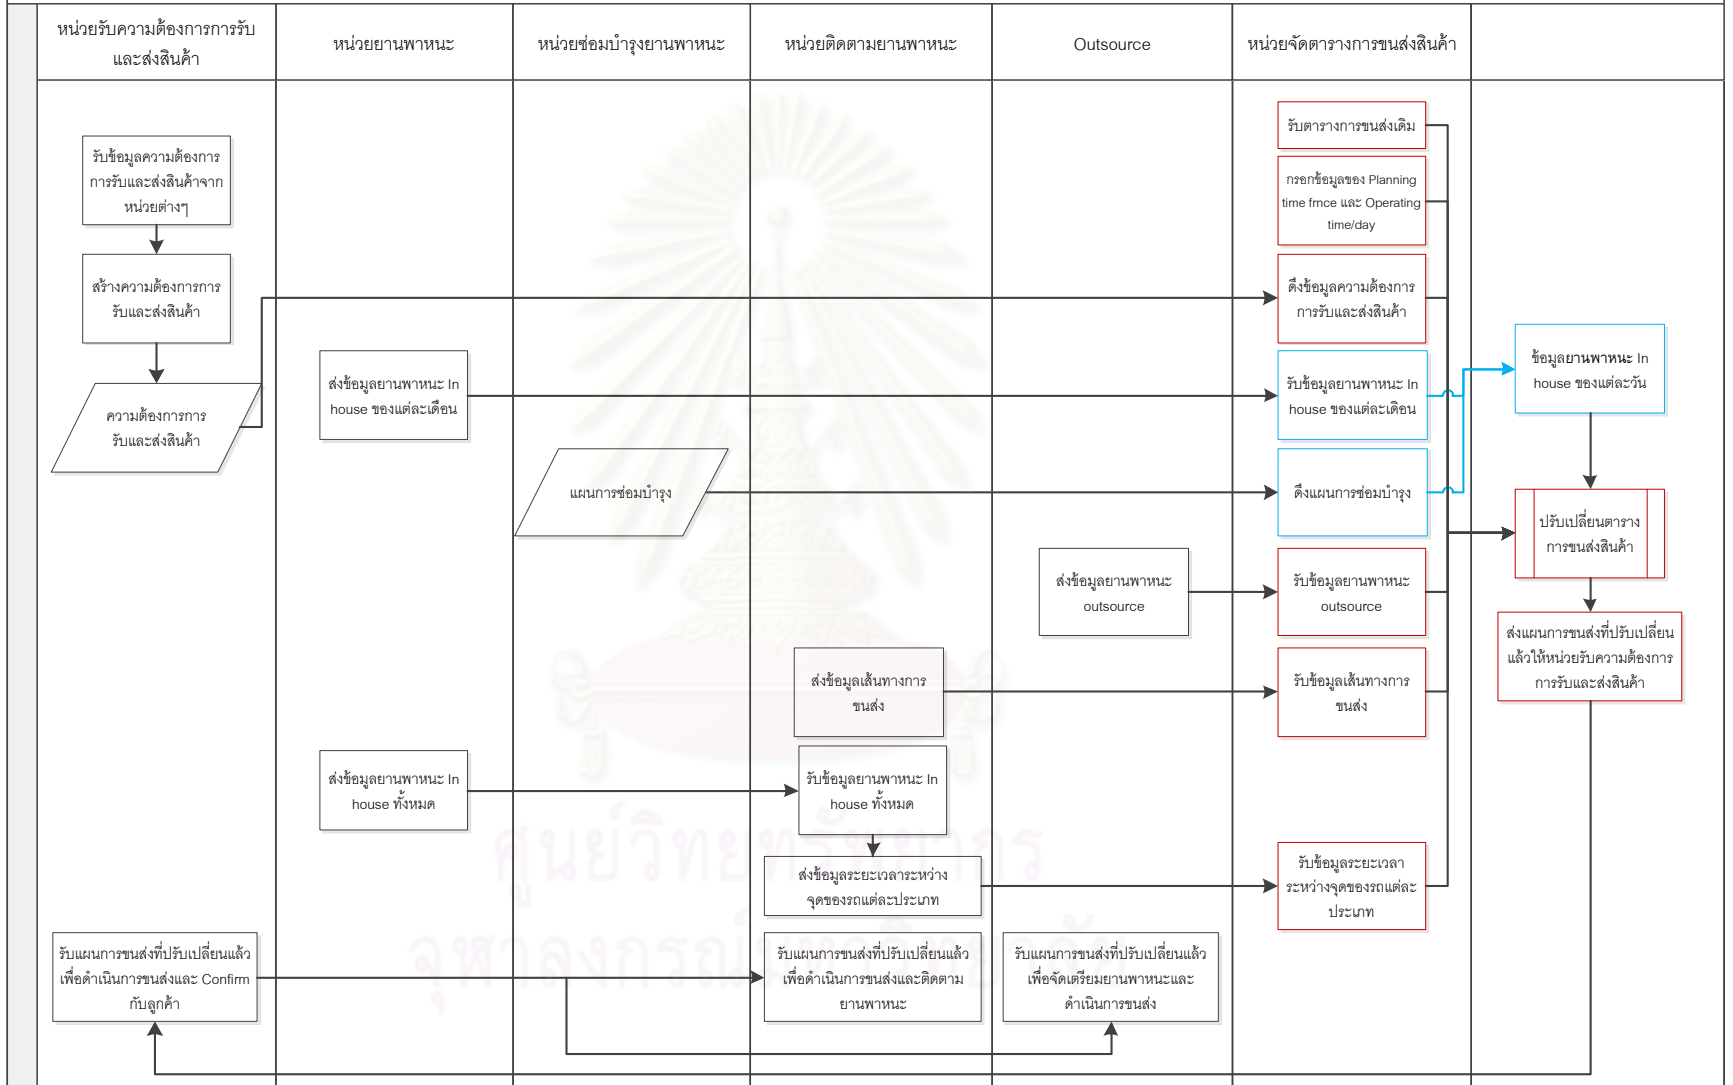 หน่วยรับความต้องการการรับ
และส่งสินค้า
หน่วยยานพาหนะ
หน่วยซ่อมบำรุงยานพาหนะ
หน่วยติดตามยานพาหนะ
Outsource
หน่วยจัดตารางการขนส่งสินค้า
รับข้อมูลความต้องการ
การรับและส่งสินค้าจาก
หน่วยต่างๆ
สร้างความต้องการการ
รับและส่งสินค้า
ความต้องการการ
รับและส่งสินค้า
ส่งข้อมูลยานพาหนะ In
house ของแต่ละเดือน
แผนการซ่อมบำรุง
ส่งข้อมูลยานพาหนะ
outsource
ส่งข้อมูลเส้นทางการ
ขนส่ง
ส่งข้อมูลยานพาหนะ In
house ทั้งหมด
รับข้อมูลยานพาหนะ In
house ทั้งหมด
ส่งข้อมูลระยะเวลาระหว่าง
จุดของรถแต่ละประเภท
รับตารางการขนส่งเดิม
กรอกข้อมูลของ Planning
time frnce และ Operating
time/day
ดึงข้อมูลความต้องการ
การรับและส่งสินค้า
รับข้อมูลยานพาหนะ In
house ของแต่ละเดือน
ดึงแผนการซ่อมบำรุง
รับข้อมูลยานพาหนะ
outsource
รับข้อมูลเส้นทางการ
ขนส่ง
รับข้อมูลระยะเวลา
ระหว่างจุดของรถแต่ละ
ประเภท
ข้อมูลยานพาหนะ In
house ของแต่ละวัน
ปรับเปลี่ยนตาราง
การขนส่งสินค้า
ส่งแผนการขนส่งที่ปรับเปลี่ยน
แล้วให้หน่วยรับความต้องการ
การรับและส่งสินค้า
รับแผนการขนส่งที่ปรับเปลี่ยนแล้ว
เพื่อดำเนินการขนส่งและ Confirm
กับลูกค้า
รับแผนการขนส่งที่ปรับเปลี่ยนแล้ว
เพื่อดำเนินการขนส่งและติดตาม
ยานพาหนะ
รับแผนการขนส่งที่ปรับเปลี่ยนแล้ว
เพื่อจัดเตรียมยานพาหนะและ
ดำเนินการขนส่ง
ศูนย์วิทยทรัพยากร
จุฬาลงกรณ์มหาวิทยาลัย